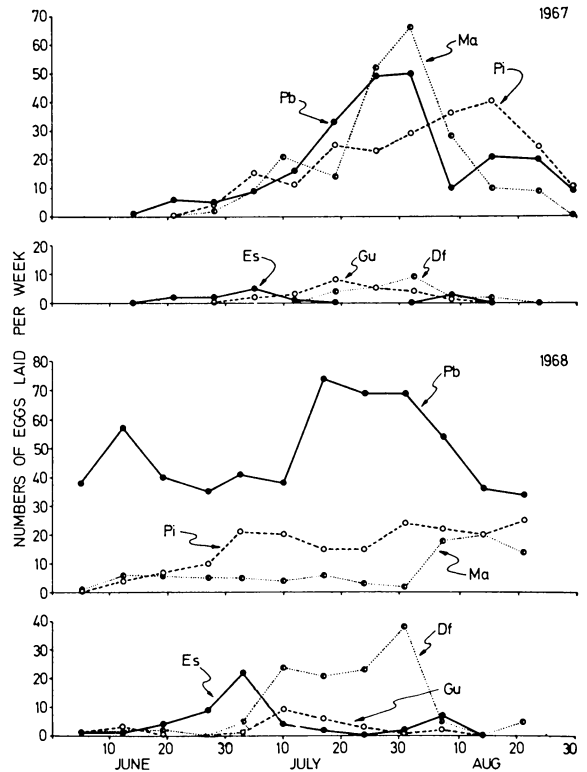 1967
70
60
50
40
30
20
10
0
Ma
Pi
Pb
20
10
0
Es
Gu
Df
NUMBERS OF EGGS LAID PER WEEK
1968
80
70
60
50
40
30
20
10
0
Pb
Pi
Ma
40
30
20
10
0
Es
Df
Gu
10 20 30 10 20 30 10 20 30
JUNE JULY AUG